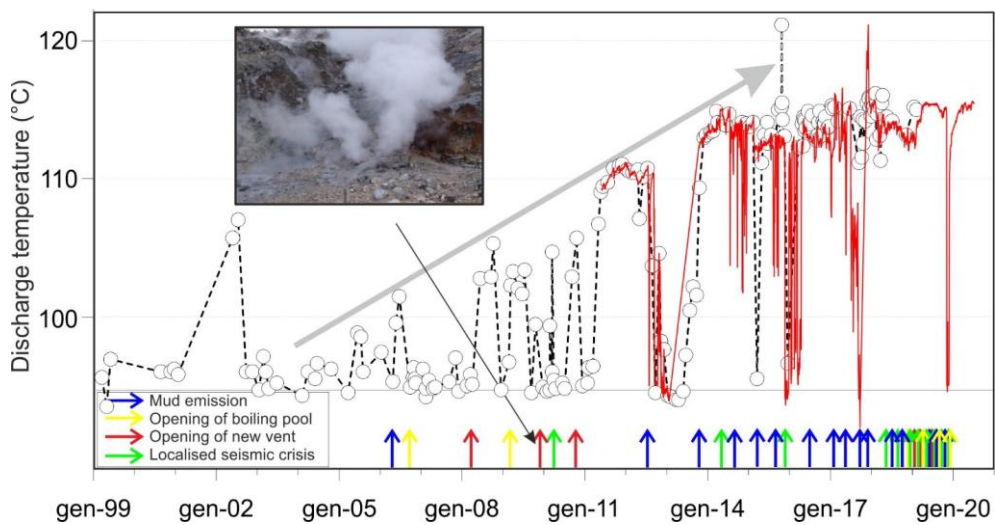 120
110
100
Discharge temperature (°C)
Mud emission
Opening of boiling pool
Opening of new vent
Localised seismic crisis
gen-99 gen-02 gen-05 gen-08 gen-11 gen-14 gen-17 gen-20